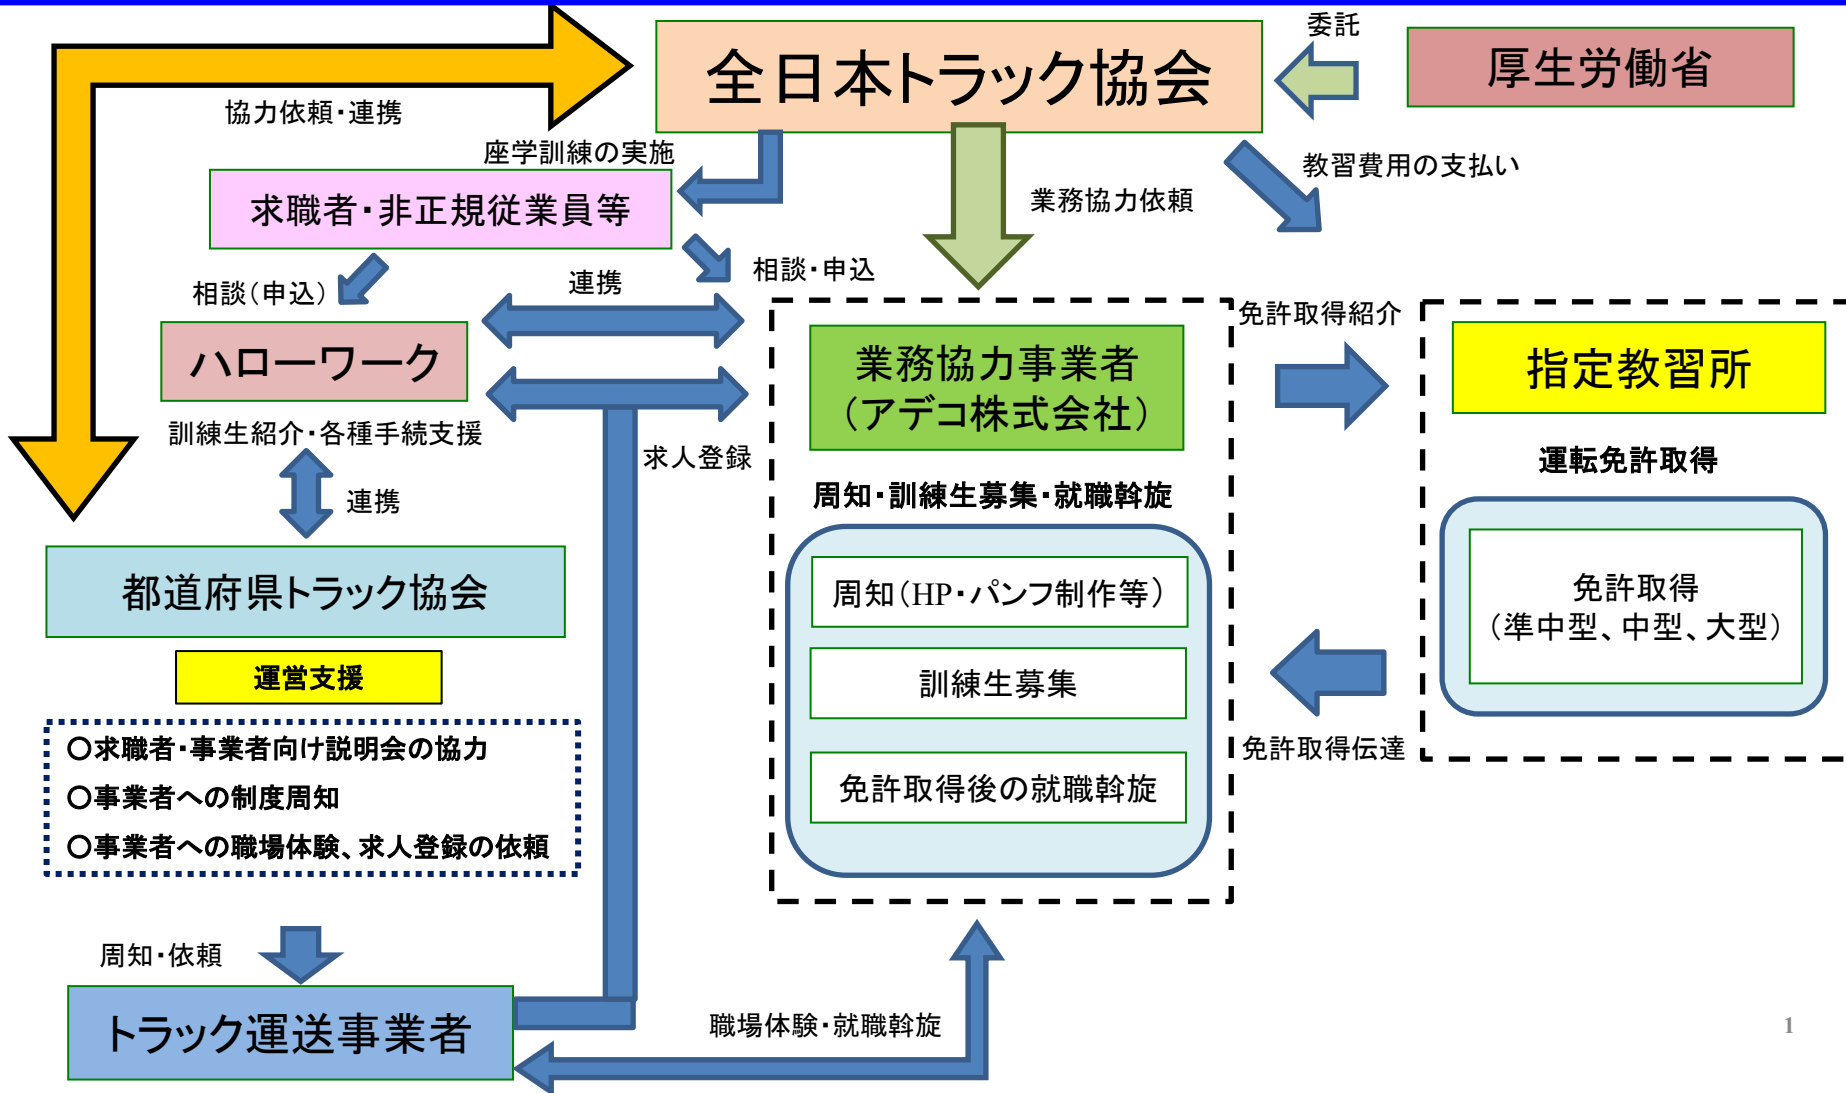 委託
全日本トラック協会
厚生労働省
協力依頼・連携
座学訓練の実施
教習費用の支払い
求職者・非正規従業員等
業務協力依頼
相談（申込）
連携
相談・申込
免許取得紹介
ハローワーク
業務協力事業者
（アデコ株式会社）
指定教習所
訓練生紹介・各種手続支援
求人登録
運転免許取得
連携
周知・訓練生募集・就職斡旋
都道府県トラック協会
周知（HP・パンフ制作等）
免許取得
（準中型、中型、大型）
運営支援
訓練生募集
〇求職者・事業者向け説明会の協力
免許取得伝達
〇事業者への制度周知
免許取得後の就職斡旋
〇事業者への職場体験、求人登録の依頼
周知・依頼
トラック運送事業者
職場体験・就職斡旋
1